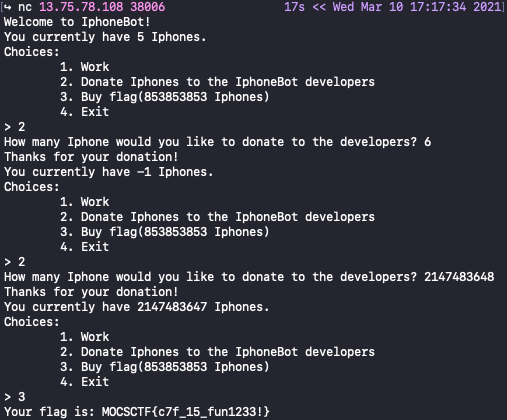 [↪ nc 13.75.78.108 38006 17s << Wed Mar 10 17:17:34 2021]
Welcome to IphoneBot!
You currently have 5 Iphones.
Choices:
1. Work
2. Donate Iphones to the IphoneBot developers
3. Buy flag(853853853 Iphones)
4. Exit
> 2
How many Iphone would you like to donate to the developers? 6
Thanks for your donation!
You currently have -1 Iphones.
Choices:
1. Work
2. Donate Iphones to the IphoneBot developers
3. Buy flag(853853853 Iphones)
4. Exit
> 2
How many Iphone would you like to donate to the developers? 2147483648
Thanks for your donation!
You currently have 2147483647 Iphones.
Choices:
1. Work
2. Donate Iphones to the IphoneBot developers
3. Buy flag(853853853 Iphones)
4. Exit
> 3
Your flag is: MOCSCTF{c7f_15_fun1233!}